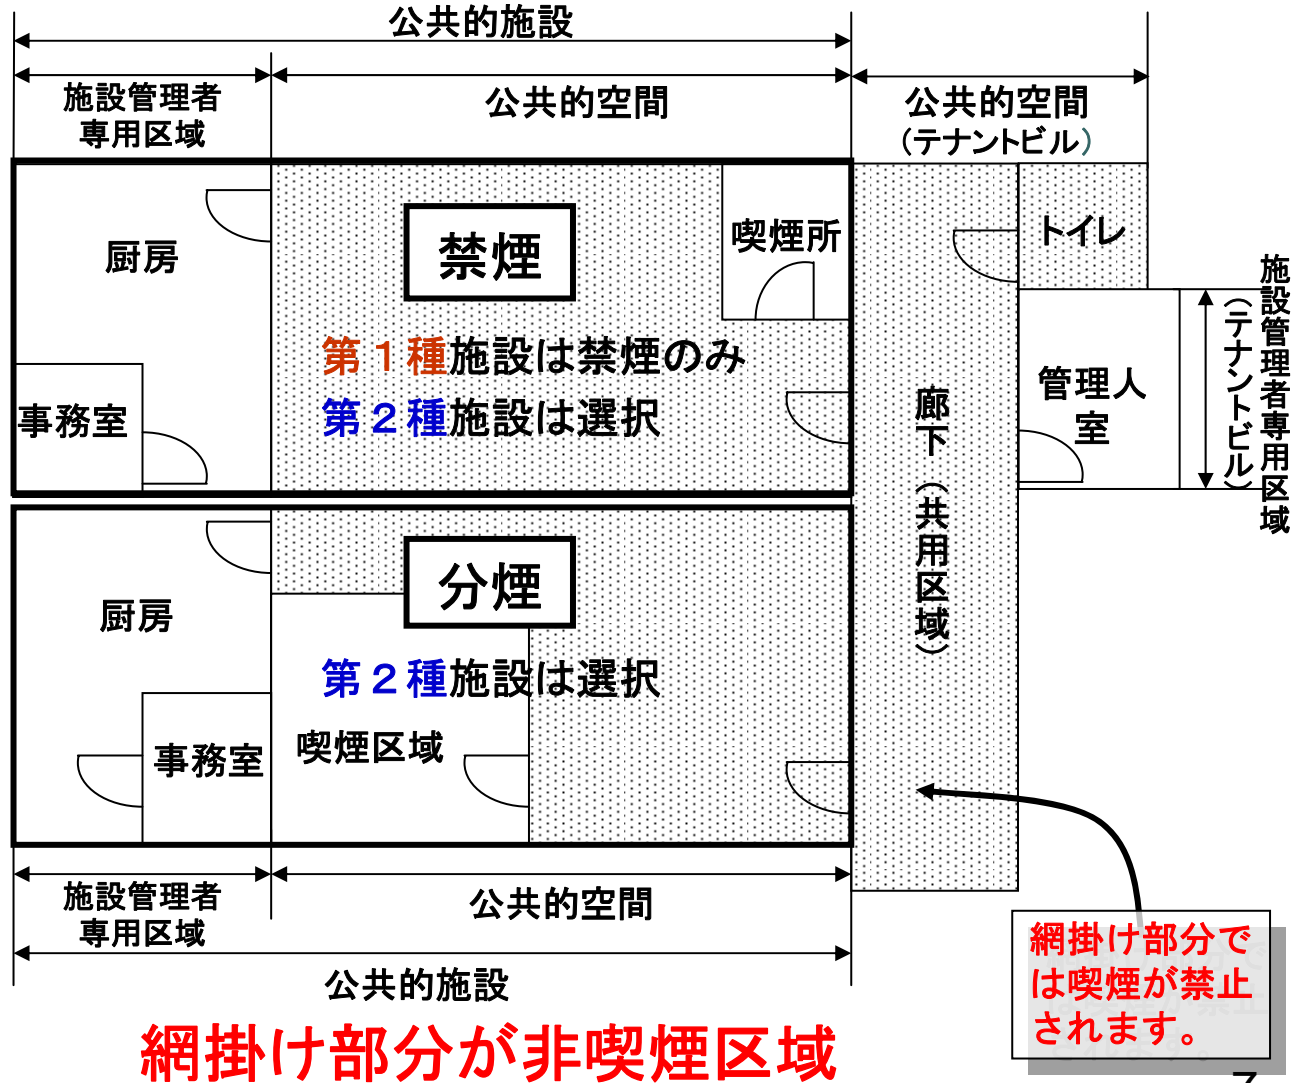 公共的施設
施設管理者
専用区域
公共的空間
公共的空間
（テナントビル）
厨房
禁煙
喫煙所
トイレ
第１種施設は禁煙のみ
第２種施設は選択
事務室
廊下（共用区域）
管理人
室
施設管理者専用区域
（テナントビル）
厨房
分煙
第２種施設は選択
事務室
喫煙区域
施設管理者
専用区域
公共的空間
公共的施設
網掛け部分で
は喫煙が禁止
されます。
網掛け部分が非喫煙区域